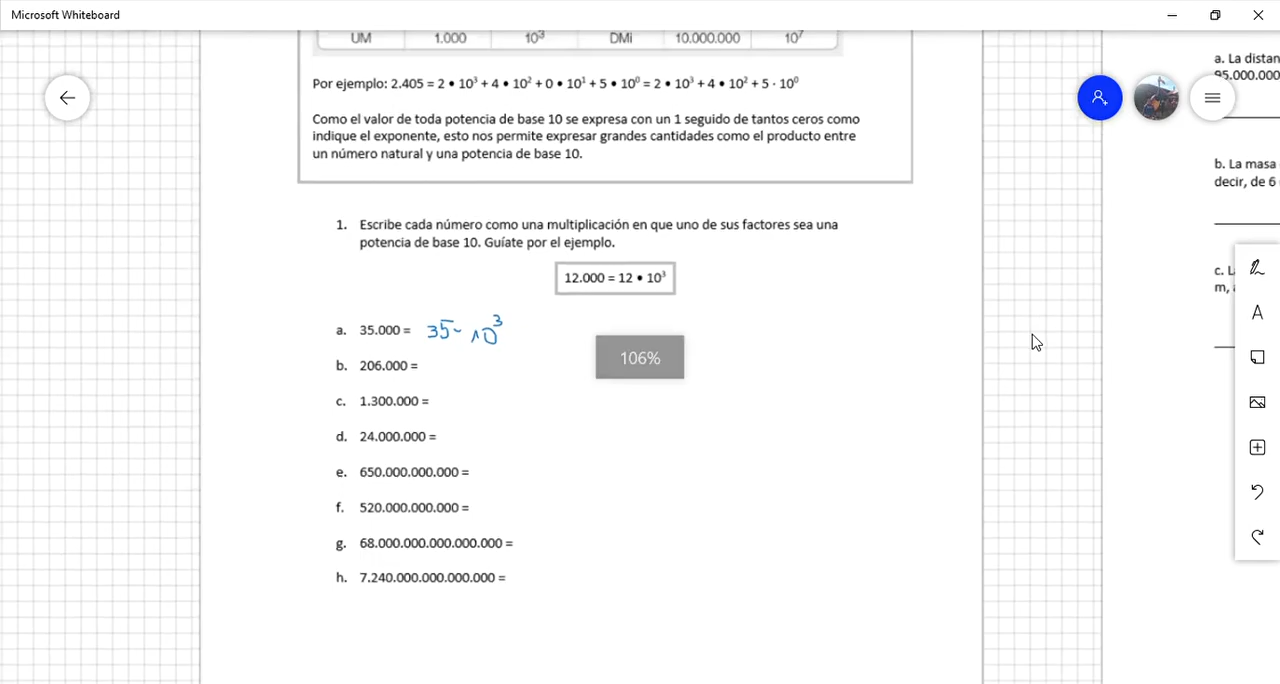 Microsoft Whiteboard
UM 1.000 10³ DMi 10.000.000 10⁷
Por ejemplo: 2.405 = 2 • 10³ + 4 • 10² + 0 • 10¹ + 5 • 10⁰ = 2 • 10³ + 4 • 10² + 5 · 10⁰
Como el valor de toda potencia de base 10 se expresa con un 1 seguido de tantos ceros como
indique el exponente, esto nos permite expresar grandes cantidades como el producto entre
un número natural y una potencia de base 10.
1. Escribe cada número como una multiplicación en que uno de sus factores sea una
potencia de base 10. Guíate por el ejemplo.
12.000 = 12 • 10³
a. 35.000 = 35 · 10³
106%
b. 206.000 =
c. 1.300.000 =
d. 24.000.000 =
e. 650.000.000.000 =
f. 520.000.000.000 =
g. 68.000.000.000.000.000 =
h. 7.240.000.000.000.000 =
a. La distan
95.000.000
b. La masa
decir, de 6
c. L
m,
A